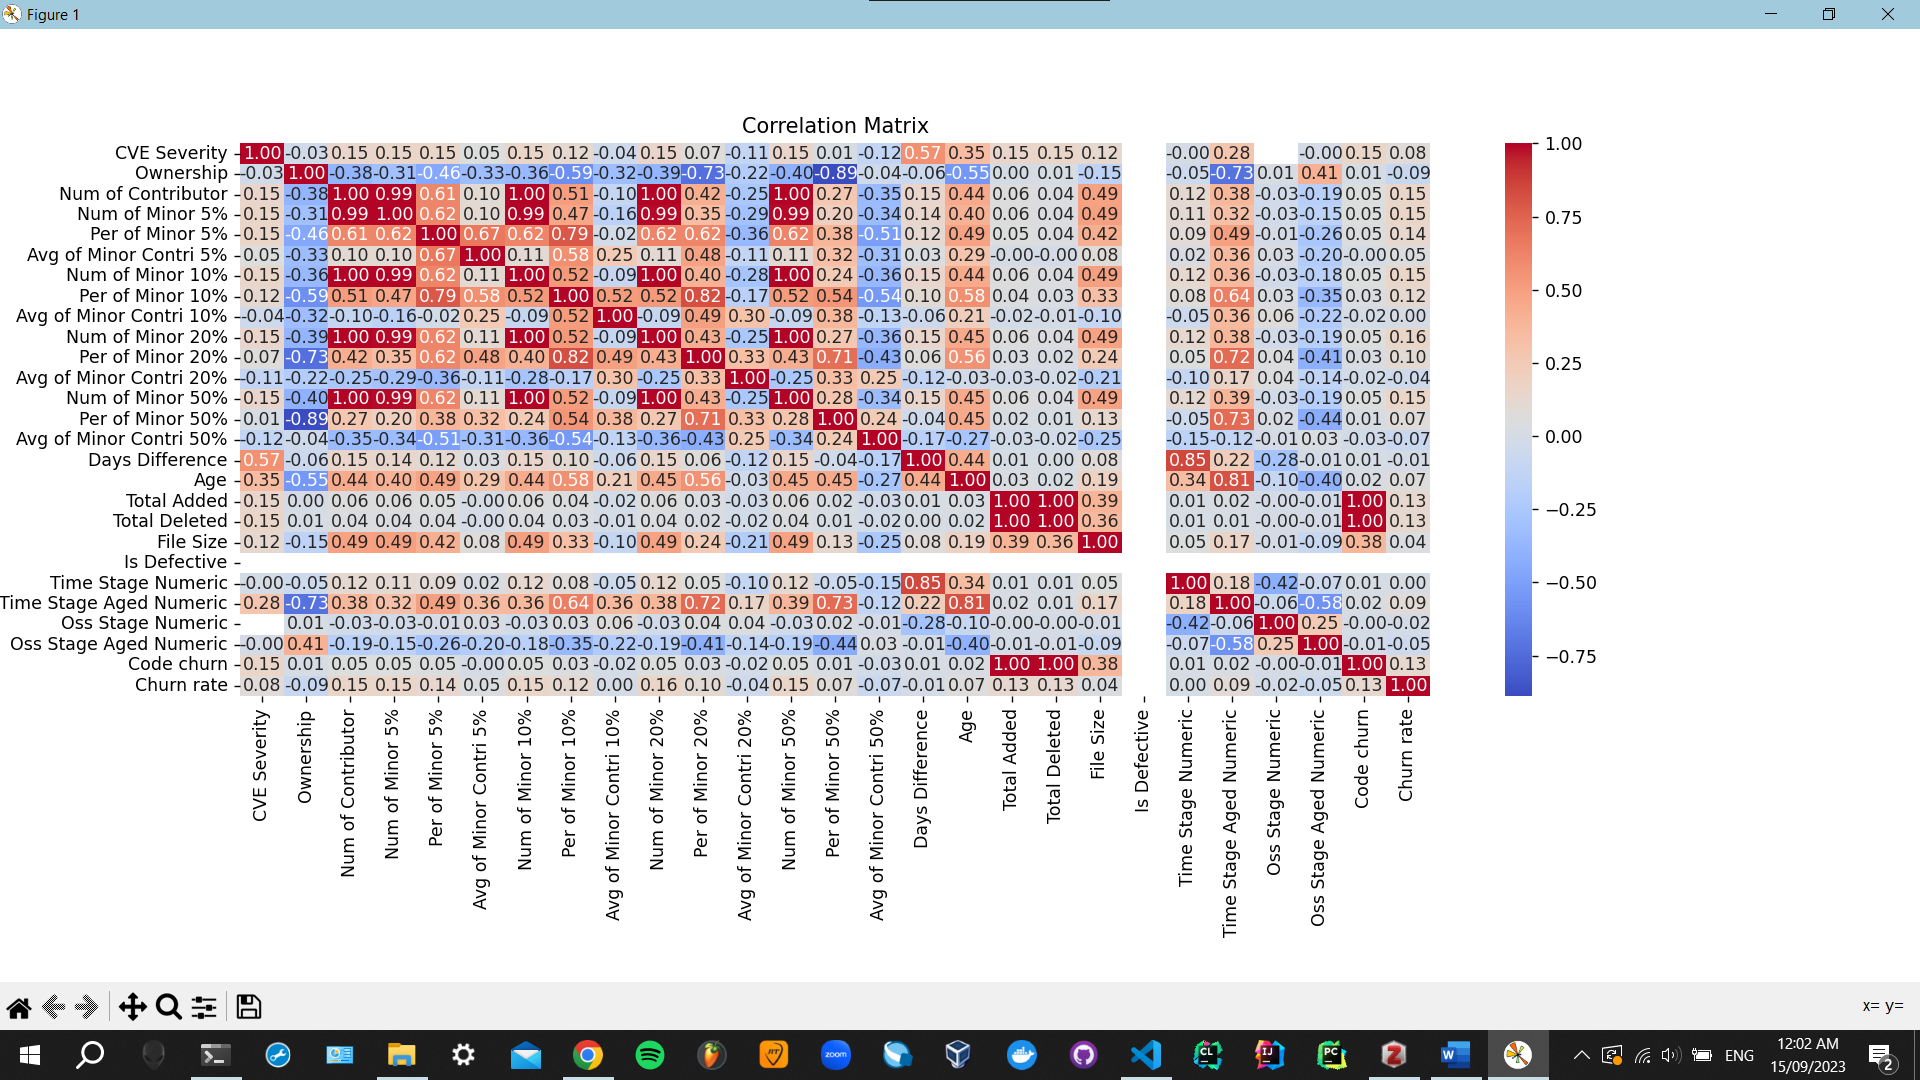 Figure 1
Correlation Matrix
CVE Severity 1.00 -0.03 0.15 0.15 0.15 0.05 0.15 0.12 -0.04 0.15 0.07 -0.11 0.15 0.01 -0.12 0.57 0.35 0.15 0.15 0.12 -0.00 0.28 -0.00 0.15 0.08 1.00
Ownership -0.03 1.00 -0.38 -0.31 -0.46 -0.33 -0.36 -0.59 -0.32 -0.39 -0.73 -0.22 -0.40 -0.89 -0.04 -0.06 -0.55 0.00 0.01 -0.15 -0.05 -0.73 0.01 0.41 0.01 -0.09
Num of Contributor 0.15 -0.38 1.00 0.99 0.61 0.10 1.00 0.51 -0.10 1.00 0.42 -0.25 1.00 0.27 -0.35 0.15 0.44 0.06 0.04 0.49 0.12 0.38 -0.03 -0.19 0.05 0.15
Num of Minor 5% 0.15 -0.31 0.99 1.00 0.62 0.10 0.99 0.47 -0.16 0.99 0.35 -0.29 0.99 0.20 -0.34 0.14 0.40 0.06 0.04 0.49 0.11 0.32 -0.03 -0.15 0.05 0.15 0.75
Per of Minor 5% 0.15 -0.46 0.61 0.62 1.00 0.67 0.62 0.79 -0.02 0.62 0.62 -0.36 0.62 0.38 -0.51 0.12 0.49 0.05 0.04 0.42 0.09 0.49 -0.01 -0.26 0.05 0.14
Avg of Minor Contri 5% 0.05 -0.33 0.10 0.10 0.67 1.00 0.11 0.58 0.25 0.11 0.48 -0.11 0.11 0.32 -0.31 0.03 0.29 -0.00 -0.00 0.08 0.02 0.36 0.03 -0.20 -0.00 0.05
Num of Minor 10% 0.15 -0.36 1.00 0.99 0.62 0.11 1.00 0.52 -0.09 1.00 0.40 -0.28 1.00 0.24 -0.36 0.15 0.44 0.06 0.04 0.49 0.12 0.36 -0.03 -0.18 0.05 0.15
Per of Minor 10% 0.12 -0.59 0.51 0.47 0.79 0.58 0.52 1.00 0.52 0.52 0.82 -0.17 0.52 0.54 -0.54 0.10 0.58 0.04 0.03 0.33 0.08 0.64 0.03 -0.35 0.03 0.12 0.50
Avg of Minor Contri 10% -0.04 -0.32 -0.10 -0.16 -0.02 0.25 -0.09 0.52 1.00 -0.09 0.49 0.30 -0.09 0.38 -0.13 -0.06 0.21 -0.02 -0.01 -0.10 -0.05 0.36 0.06 -0.22 -0.02 0.00
Num of Minor 20% 0.15 -0.39 1.00 0.99 0.62 0.11 1.00 0.52 -0.09 1.00 0.43 -0.25 1.00 0.27 -0.36 0.15 0.45 0.06 0.04 0.49 0.12 0.38 -0.03 -0.19 0.05 0.16
Per of Minor 20% 0.07 -0.73 0.42 0.35 0.62 0.48 0.40 0.82 0.49 0.43 1.00 0.33 0.43 0.71 -0.43 0.06 0.56 0.03 0.02 0.24 0.05 0.72 0.04 -0.41 0.03 0.10 0.25
Avg of Minor Contri 20% -0.11 -0.22 -0.25 -0.29 -0.36 -0.11 -0.28 -0.17 0.30 -0.25 0.33 1.00 -0.25 0.33 0.25 -0.12 -0.03 -0.03 -0.02 -0.21 -0.10 0.17 0.04 -0.14 -0.02 -0.04
Num of Minor 50% 0.15 -0.40 1.00 0.99 0.62 0.11 1.00 0.52 -0.09 1.00 0.43 -0.25 1.00 0.28 -0.34 0.15 0.45 0.06 0.04 0.49 0.12 0.39 -0.03 -0.19 0.05 0.15
Per of Minor 50% 0.01 -0.89 0.27 0.20 0.38 0.32 0.24 0.54 0.38 0.27 0.71 0.33 0.28 1.00 0.24 -0.04 0.45 0.02 0.01 0.13 -0.05 0.73 0.02 -0.44 0.01 0.07
Avg of Minor Contri 50% -0.12 -0.04 -0.35 -0.34 -0.51 -0.31 -0.36 -0.54 -0.13 -0.36 -0.43 0.25 -0.34 0.24 1.00 -0.17 -0.27 -0.03 -0.02 -0.25 -0.15 -0.12 -0.01 0.03 -0.03 -0.07 0.00
Days Difference 0.57 -0.06 0.15 0.14 0.12 0.03 0.15 0.10 -0.06 0.15 0.06 -0.12 0.15 -0.04 -0.17 1.00 0.44 0.01 0.00 0.08 0.85 0.22 -0.28 -0.01 0.01 -0.01
Age 0.35 -0.55 0.44 0.40 0.49 0.29 0.44 0.58 0.21 0.45 0.56 -0.03 0.45 0.45 -0.27 0.44 1.00 0.03 0.02 0.19 0.34 0.81 -0.10 -0.40 0.02 0.07
Total Added 0.15 0.00 0.06 0.06 0.05 -0.00 0.06 0.04 -0.02 0.06 0.03 -0.03 0.06 0.02 -0.03 0.01 0.03 1.00 1.00 0.39 0.01 0.02 -0.00 -0.01 1.00 0.13 −0.25
Total Deleted 0.15 0.01 0.04 0.04 0.04 -0.00 0.04 0.03 -0.01 0.04 0.02 -0.02 0.04 0.01 -0.02 0.00 0.02 1.00 1.00 0.36 0.01 0.01 -0.00 -0.01 1.00 0.13
File Size 0.12 -0.15 0.49 0.49 0.42 0.08 0.49 0.33 -0.10 0.49 0.24 -0.21 0.49 0.13 -0.25 0.08 0.19 0.39 0.36 1.00 0.05 0.17 -0.01 -0.09 0.38 0.04
Is Defective
Time Stage Numeric -0.00 -0.05 0.12 0.11 0.09 0.02 0.12 0.08 -0.05 0.12 0.05 -0.10 0.12 -0.05 -0.15 0.85 0.34 0.01 0.01 0.05 1.00 0.18 -0.42 -0.07 0.01 0.00 −0.50
Time Stage Aged Numeric 0.28 -0.73 0.38 0.32 0.49 0.36 0.36 0.64 0.36 0.38 0.72 0.17 0.39 0.73 -0.12 0.22 0.81 0.02 0.01 0.17 0.18 1.00 -0.06 -0.58 0.02 0.09
Oss Stage Numeric 0.01 -0.03 -0.03 -0.01 0.03 -0.03 0.03 0.06 -0.03 0.04 0.04 -0.03 0.02 -0.01 -0.28 -0.10 -0.00 -0.00 -0.01 -0.42 -0.06 1.00 0.25 -0.00 -0.02
Oss Stage Aged Numeric -0.00 0.41 -0.19 -0.15 -0.26 -0.20 -0.18 -0.35 -0.22 -0.19 -0.41 -0.14 -0.19 -0.44 0.03 -0.01 -0.40 -0.01 -0.01 -0.09 -0.07 -0.58 0.25 1.00 -0.01 -0.05
Code churn 0.15 0.01 0.05 0.05 0.05 -0.00 0.05 0.03 -0.02 0.05 0.03 -0.02 0.05 0.01 -0.03 0.01 0.02 1.00 1.00 0.38 0.01 0.02 -0.00 -0.01 1.00 0.13 −0.75
Churn rate 0.08 -0.09 0.15 0.15 0.14 0.05 0.15 0.12 0.00 0.16 0.10 -0.04 0.15 0.07 -0.07 -0.01 0.07 0.13 0.13 0.04 0.00 0.09 -0.02 -0.05 0.13 1.00
CVE Severity
Ownership
Num of Contributor
Num of Minor 5%
Per of Minor 5%
Avg of Minor Contri 5%
Num of Minor 10%
Per of Minor 10%
Avg of Minor Contri 10%
Num of Minor 20%
Per of Minor 20%
Avg of Minor Contri 20%
Num of Minor 50%
Per of Minor 50%
Avg of Minor Contri 50%
Days Difference
Age
Total Added
Total Deleted
File Size
Is Defective
Time Stage Numeric
Time Stage Aged Numeric
Oss Stage Numeric
Oss Stage Aged Numeric
Code churn
Churn rate
x= y=
zoom
JIT
CL
IJ
PC
Z
W
ENG
12:02 AM
15/09/2023
2